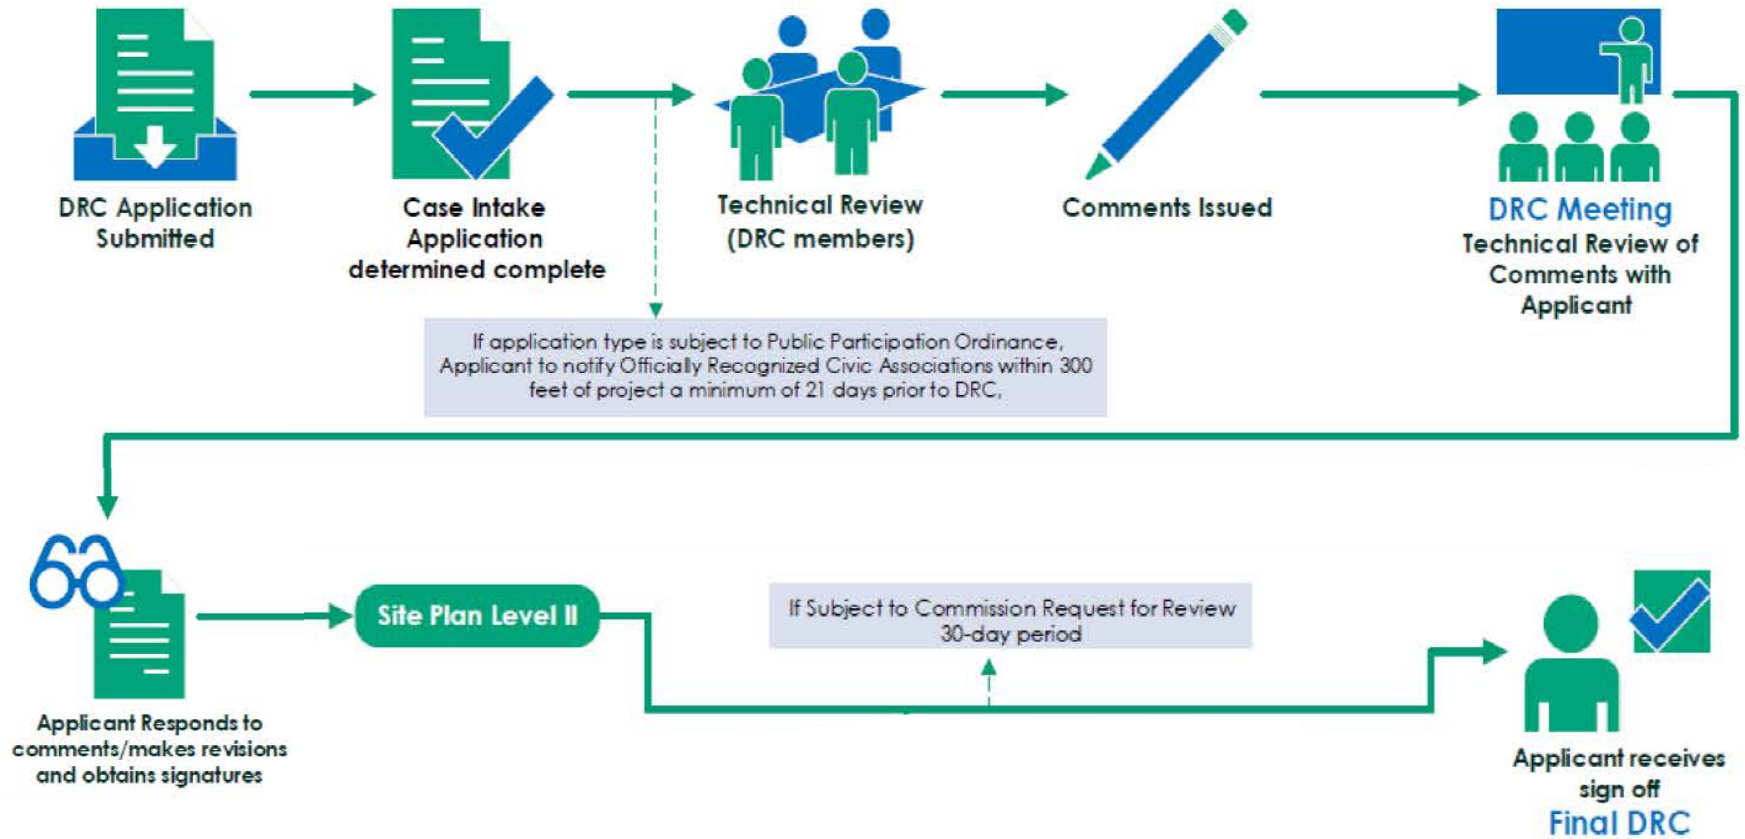 DRC Application
Submitted
Case Intake
Application
determined complete
Technical Review
(DRC members)
Comments Issued
DRC Meeting
Technical Review of
Comments with
Applicant
If application type is subject to Public Participation Ordinance,
Applicant to notify Officially Recognized Civic Associations within 300
feet of project a minimum of 21 days prior to DRC,
Applicant Responds to
comments/makes revisions
and obtains signatures
Site Plan Level II
If Subject to Commission Request for Review
30-day period
Applicant receives
sign off
Final DRC